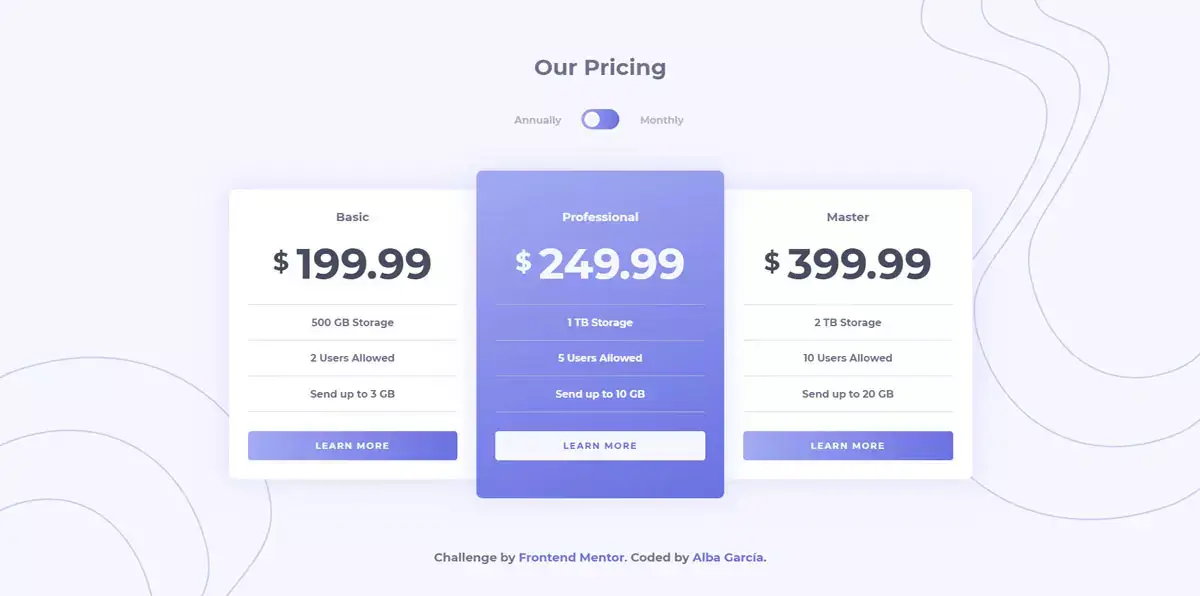 Our Pricing
Annually Monthly
Basic
$ 199.99
500 GB Storage
2 Users Allowed
Send up to 3 GB
LEARN MORE
Professional
$ 249.99
1 TB Storage
5 Users Allowed
Send up to 10 GB
LEARN MORE
Master
$ 399.99
2 TB Storage
10 Users Allowed
Send up to 20 GB
LEARN MORE
Challenge by Frontend Mentor. Coded by Alba García.